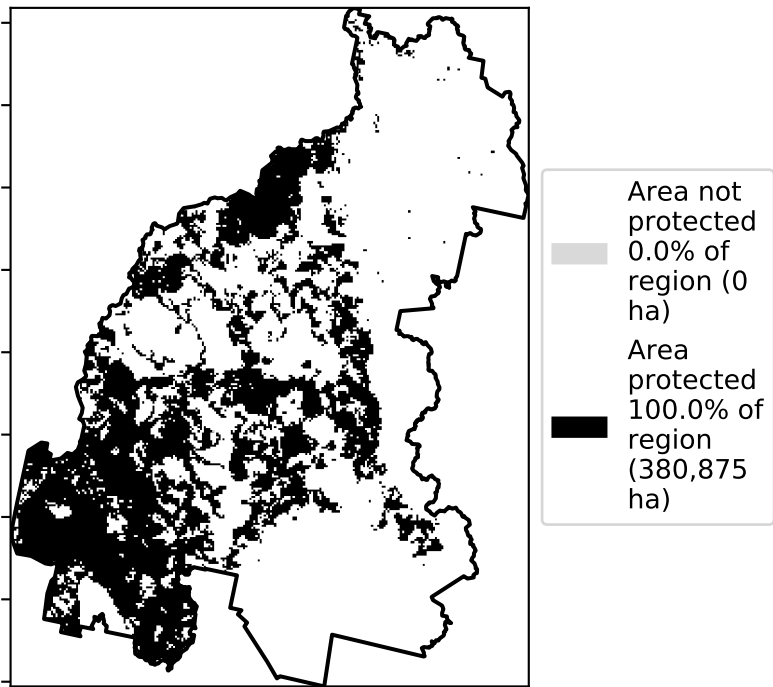 Area not
protected
0.0% of
region (0
ha)
Area
protected
100.0% of
region
(380,875
ha)